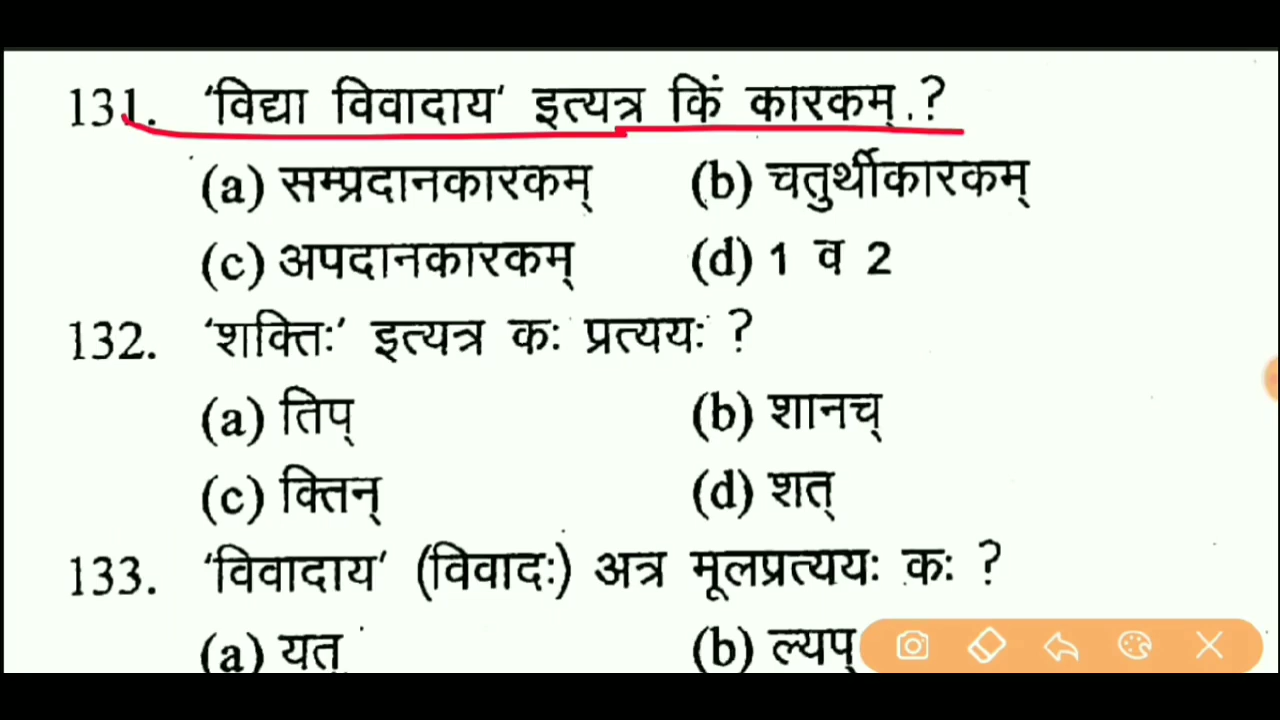 131. 'विद्या विवादाय' इत्यत्र किं कारकम् .?
(a) सम्प्रदानकारकम् (b) चतुर्थीकारकम्
(c) अपदानकारकम् (d) 1 व 2
132. 'शक्तिः' इत्यत्र कः प्रत्ययः ?
(a) तिप् (b) शानच्
(c) क्तिन् (d) शत्
133. 'विवादाय' (विवादः) अत्र मूलप्रत्ययः कः ?
(a) यत् (b) ल्यप्